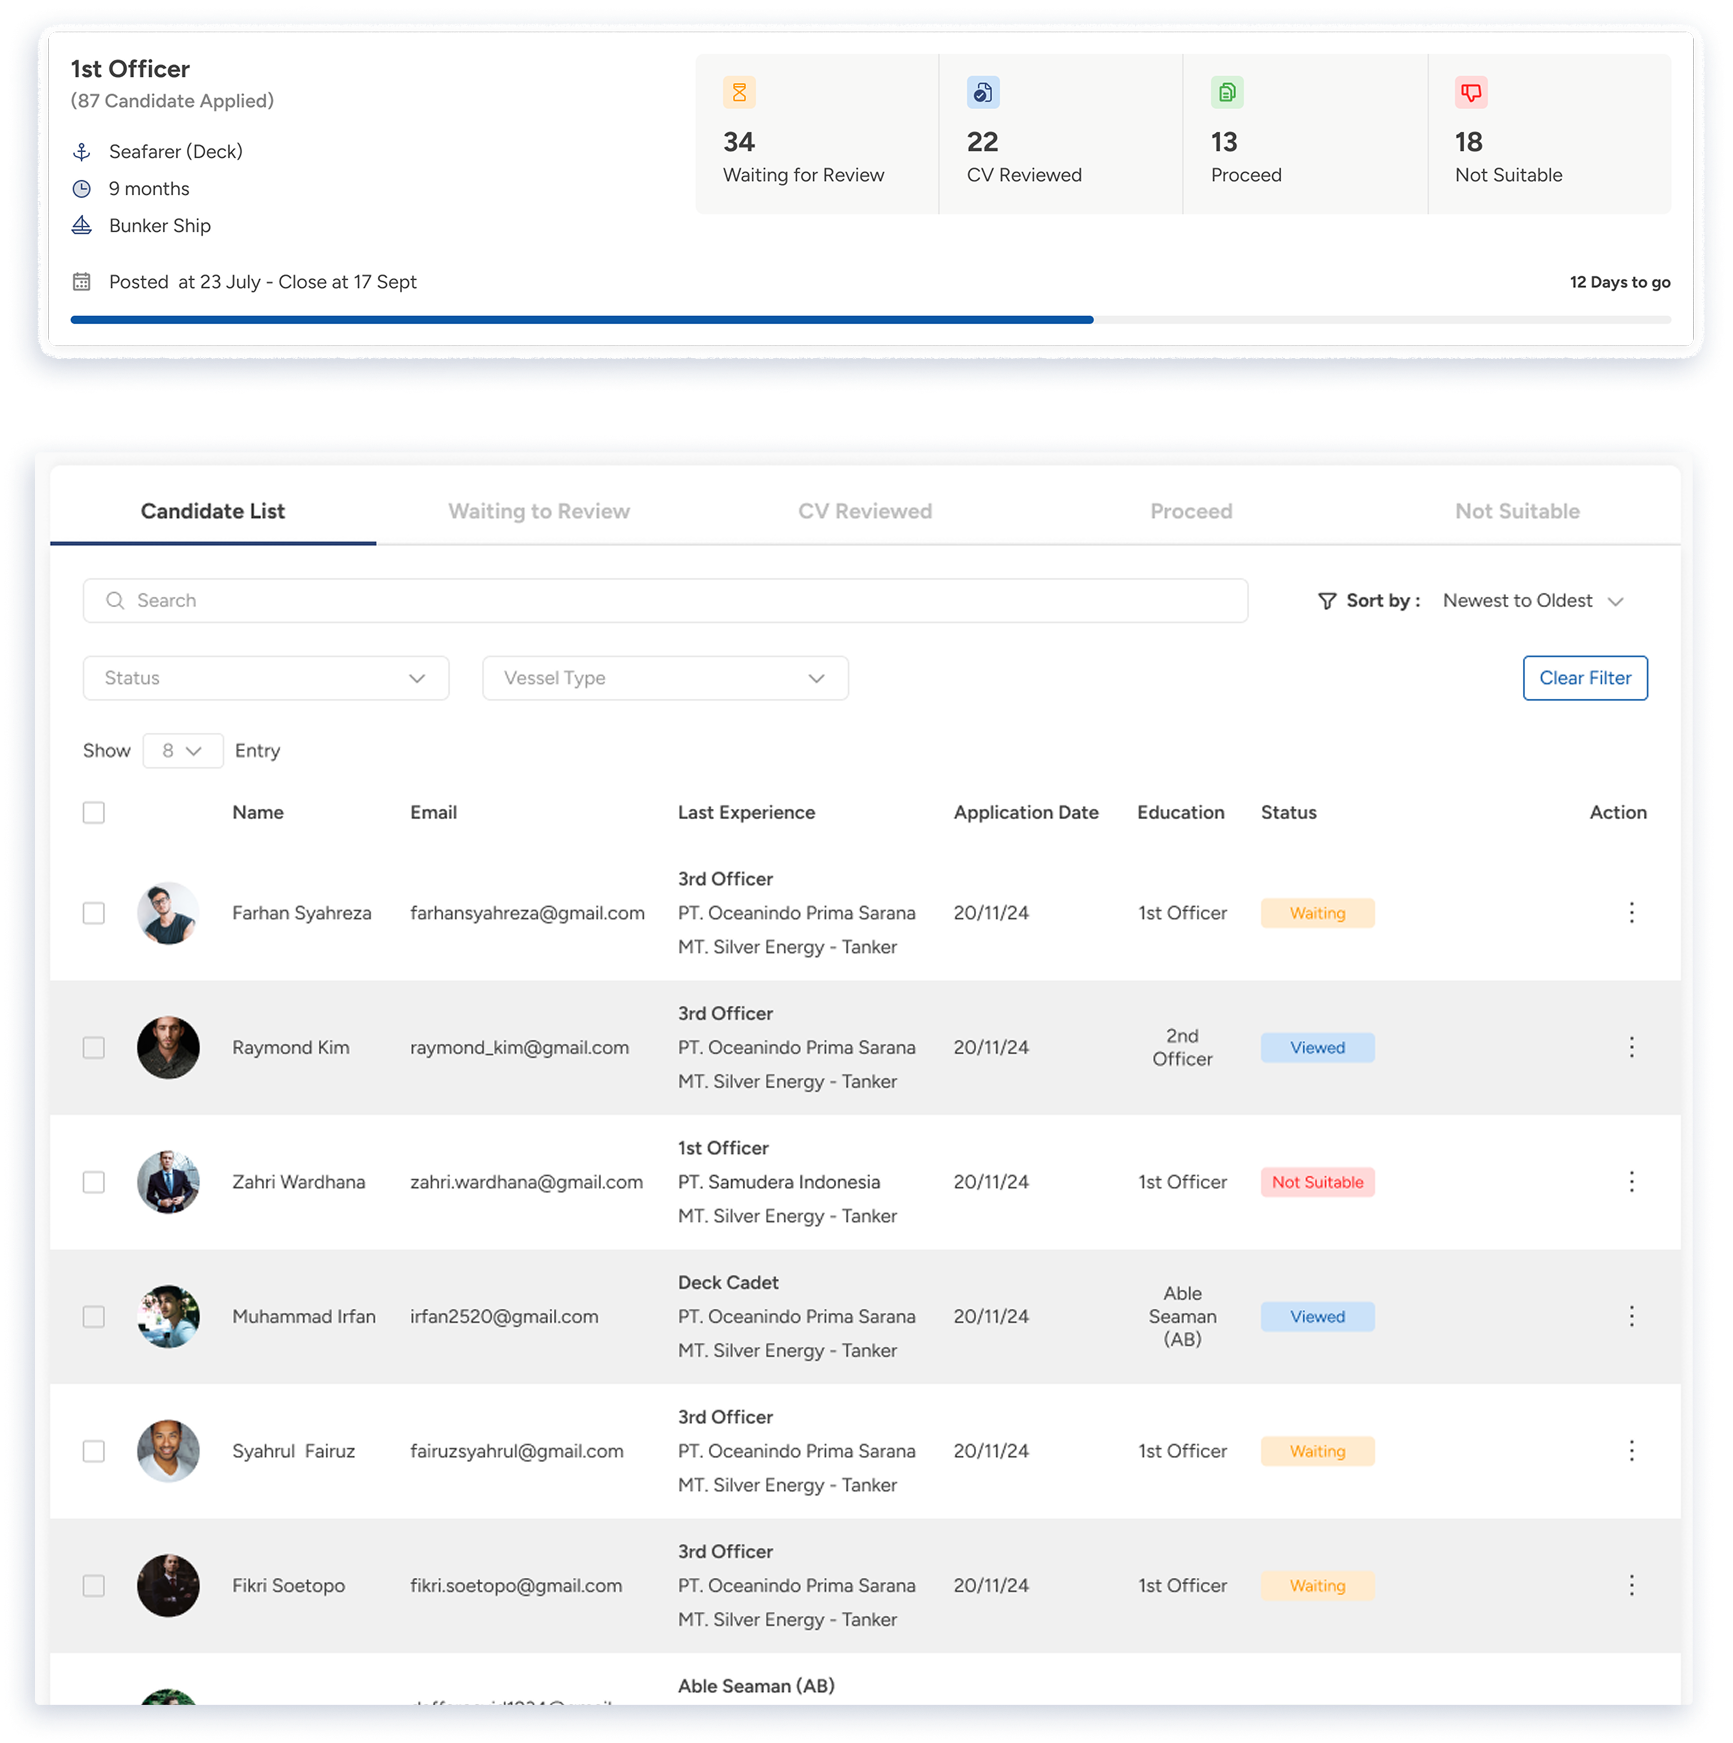 1st Officer
(87 Candidate Applied)
Seafarer (Deck)
9 months
Bunker Ship
34
Waiting for Review
22
CV Reviewed
13
Proceed
18
Not Suitable
Posted at 23 July - Close at 17 Sept
12 Days to go
Candidate List Waiting to Review CV Reviewed Proceed Not Suitable
Search
Sort by : Newest to Oldest
Status
Vessel Type
Clear Filter
Show 8 Entry
Name Email Last Experience Application Date Education Status Action
3rd Officer
Farhan Syahreza farhansyahreza@gmail.com PT. Oceanindo Prima Sarana 20/11/24 1st Officer Waiting
MT. Silver Energy - Tanker
3rd Officer
Raymond Kim raymond_kim@gmail.com PT. Oceanindo Prima Sarana 20/11/24 2nd Officer Viewed
MT. Silver Energy - Tanker
1st Officer
Zahri Wardhana zahri.wardhana@gmail.com PT. Samudera Indonesia 20/11/24 1st Officer Not Suitable
MT. Silver Energy - Tanker
Deck Cadet
Muhammad Irfan irfan2520@gmail.com PT. Oceanindo Prima Sarana 20/11/24 Able Seaman (AB) Viewed
MT. Silver Energy - Tanker
3rd Officer
Syahrul Fairuz fairuzsyahrul@gmail.com PT. Oceanindo Prima Sarana 20/11/24 1st Officer Waiting
MT. Silver Energy - Tanker
3rd Officer
Fikri Soetopo fikri.soetopo@gmail.com PT. Oceanindo Prima Sarana 20/11/24 1st Officer Waiting
MT. Silver Energy - Tanker
Able Seaman (AB)